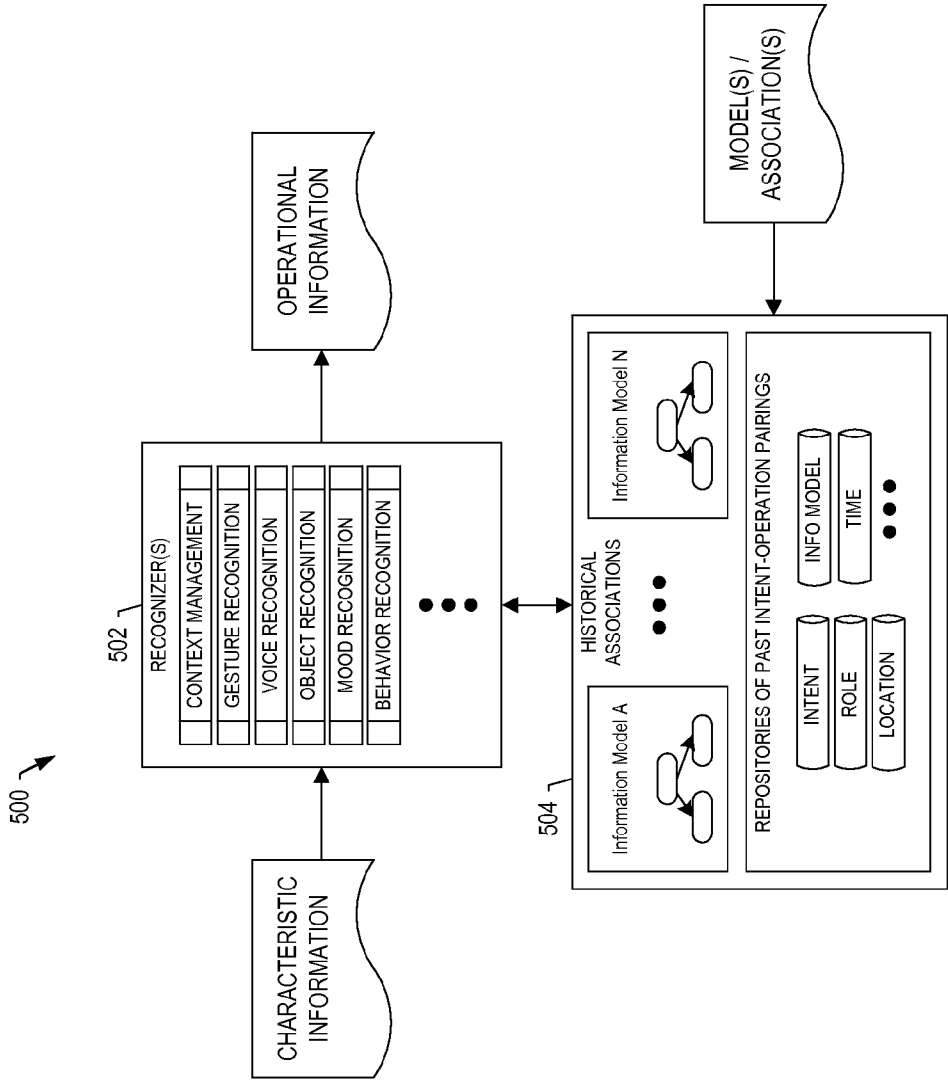 500
CHARACTERISTIC
INFORMATION
502
RECOGNIZER(S)
CONTEXT MANAGEMENT
GESTURE RECOGNITION
VOICE RECOGNITION
OBJECT RECOGNITION
MOOD RECOGNITION
BEHAVIOR RECOGNITION
OPERATIONAL
INFORMATION
504
Information Model A
HISTORICAL
ASSOCIATIONS
Information Model N
REPOSITORIES OF PAST INTENT-OPERATION PAIRINGS
INTENT
ROLE
LOCATION
INFO MODEL
TIME
MODEL(S) /
ASSOCIATION(S)